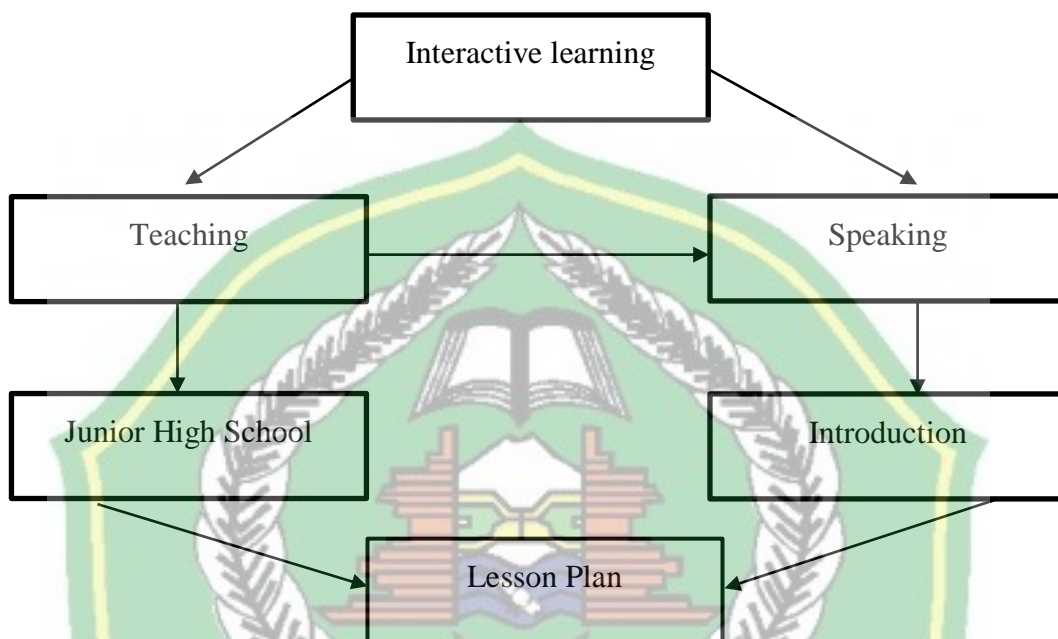 Interactive learning
Teaching
Speaking
Junior High School
Introduction
Lesson Plan